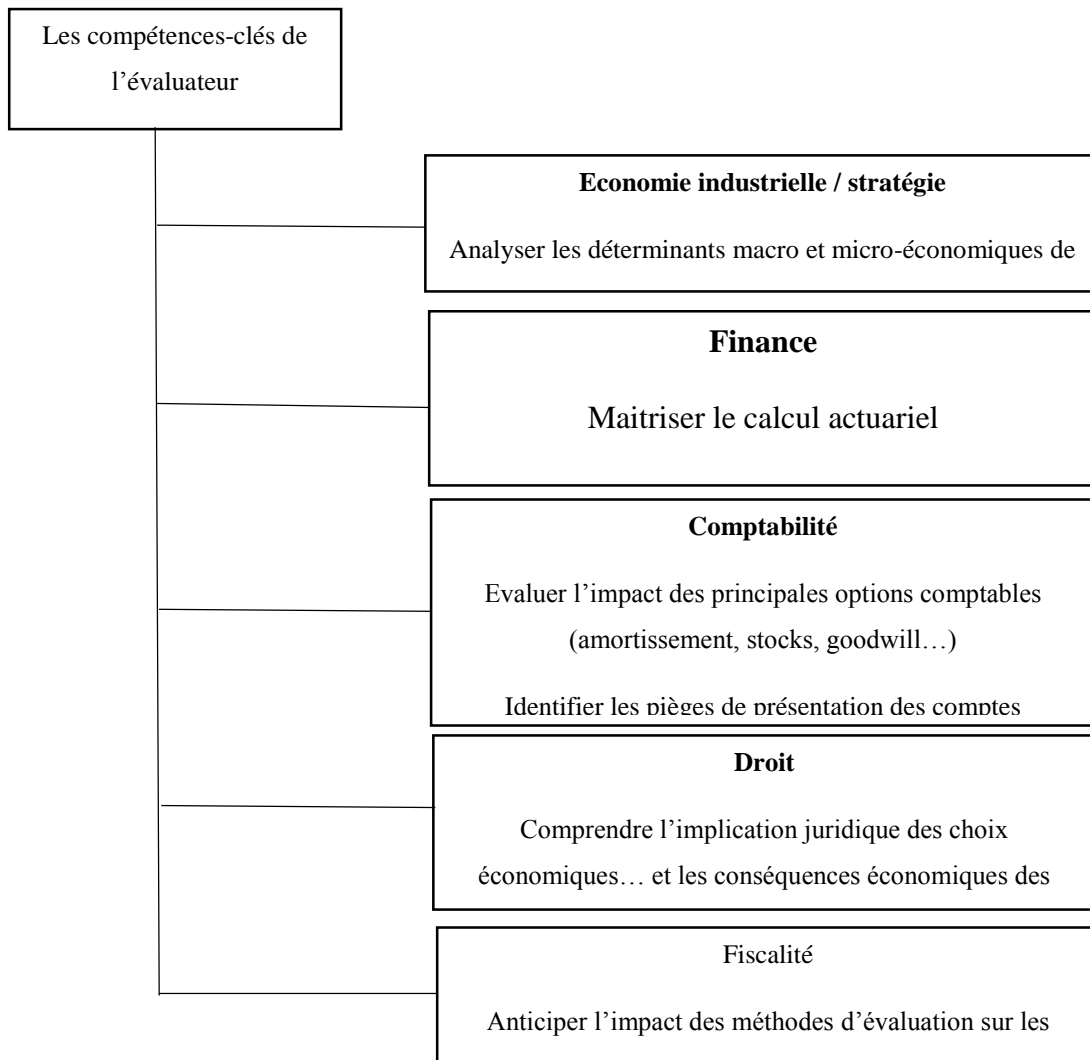 Les compétences-clés de
l’évaluateur
Economie industrielle / stratégie
Analyser les déterminants macro et micro-économiques de
Finance
Maitriser le calcul actuariel
Comptabilité
Evaluer l’impact des principales options comptables
(amortissement, stocks, goodwill…)
Identifier les pièges de présentation des comptes
Droit
Comprendre l’implication juridique des choix
économiques… et les conséquences économiques des
Fiscalité
Anticiper l’impact des méthodes d’évaluation sur les